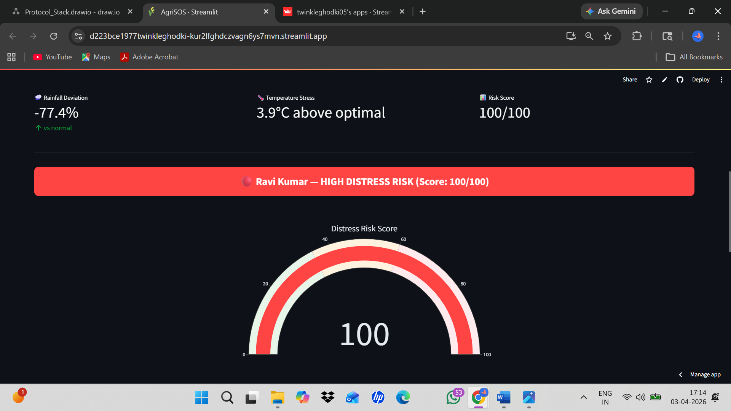 Protocol_Stack.drawio - draw.io
AgriSOS · Streamlit
twinkleghodki05's apps · Stream
Ask Gemini
d223bce1977twinkleghodki-kur2lfghdczvagn6ys7mvn.streamlit.app
YouTube
Maps
Adobe Acrobat
All Bookmarks
Share
Deploy
Rainfall Deviation
Temperature Stress
Risk Score
-77.4%
3.9°C above optimal
100/100
↑ vs normal
Ravi Kumar — HIGH DISTRESS RISK (Score: 100/100)
Distress Risk Score
0
20
40
60
80
100
100
Manage app
ENG
IN
17:14
03-04-2026